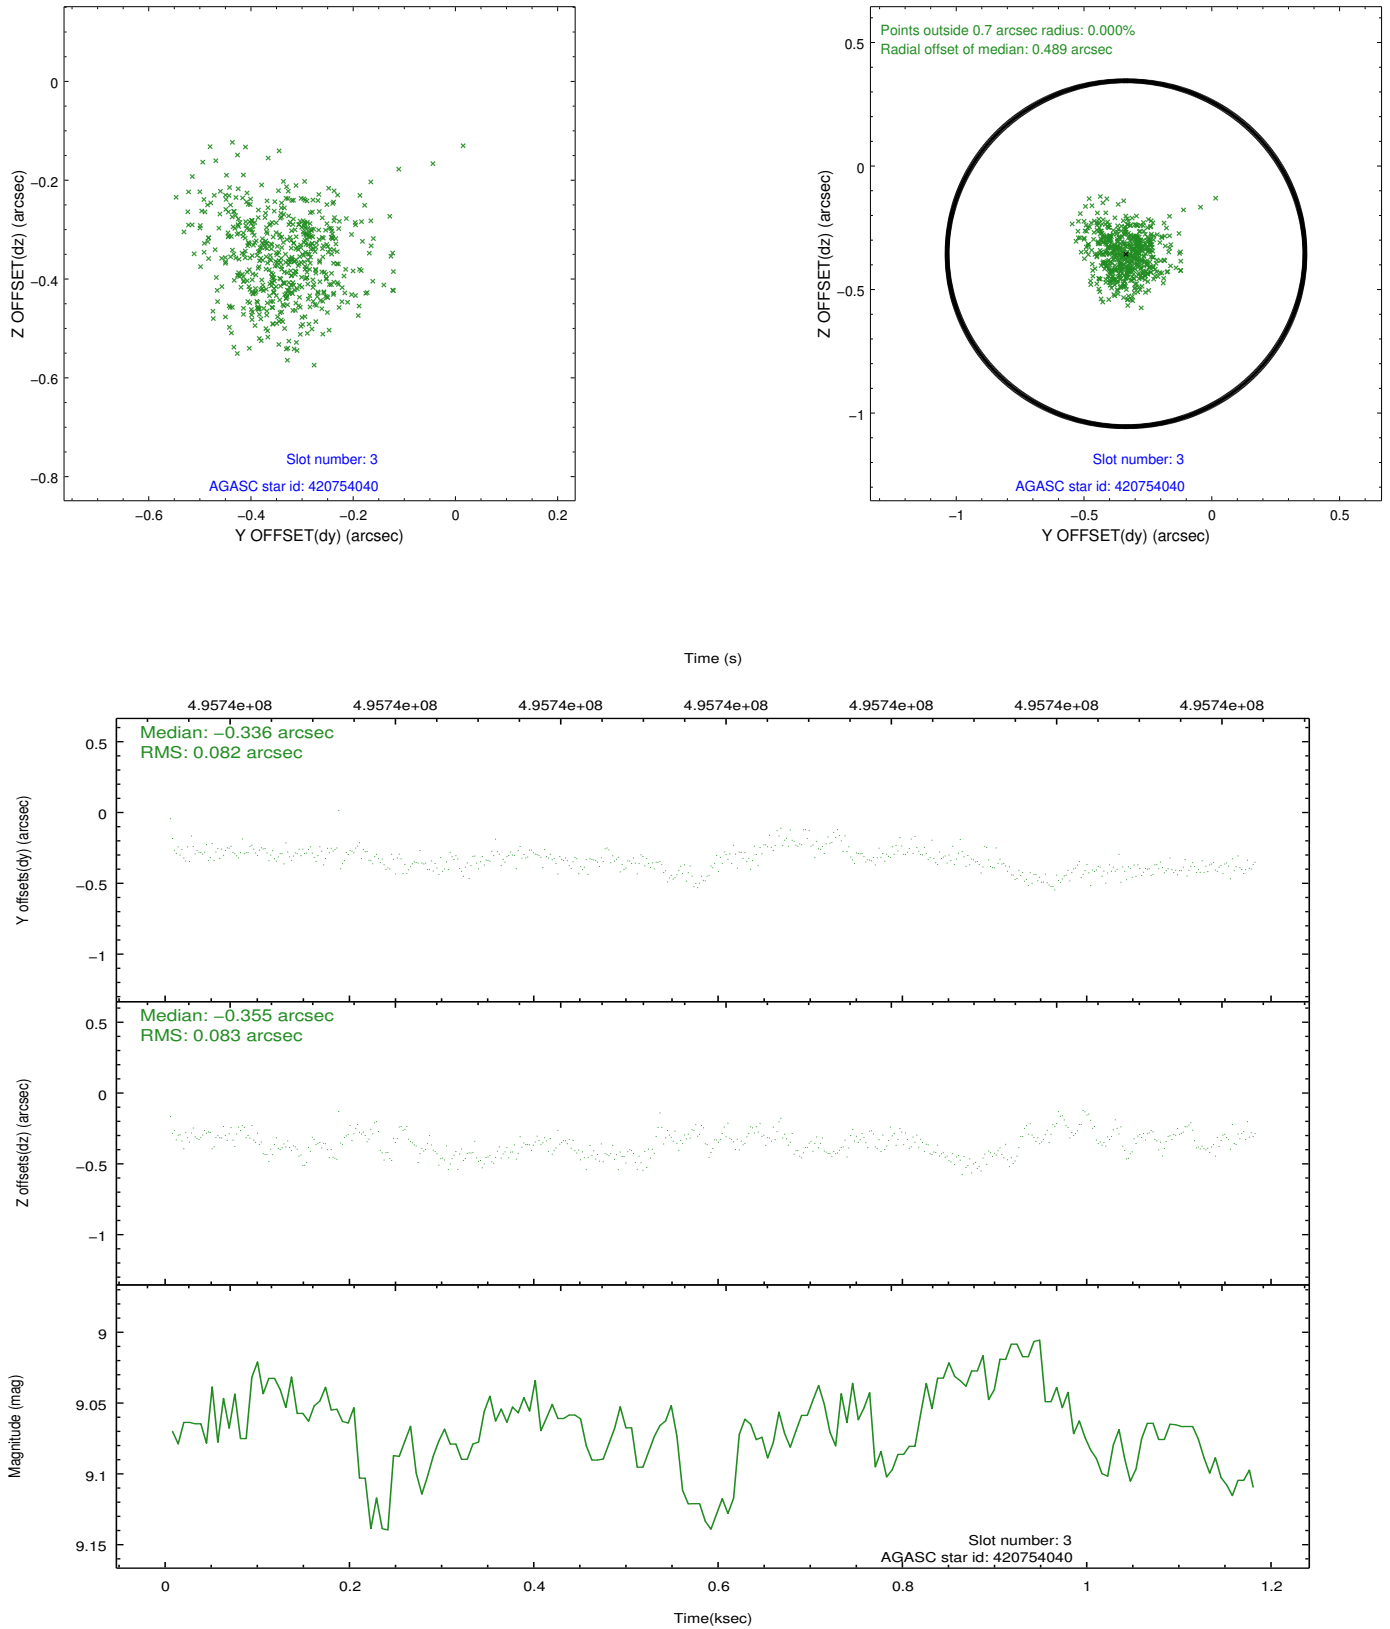 0
−0.2
−0.4
−0.6
−0.8
Z OFFSET(dz) (arcsec)
Slot number: 3
AGASC star id: 420754040
−0.6 −0.4 −0.2 0 0.2
Y OFFSET(dy) (arcsec)
Points outside 0.7 arcsec radius: 0.000%
Radial offset of median: 0.489 arcsec
0.5
0
−0.5
−1
Z OFFSET(dz) (arcsec)
Slot number: 3
AGASC star id: 420754040
−1 −0.5 0 0.5
Y OFFSET(dy) (arcsec)
Time (s)
4.9574e+08 4.9574e+08 4.9574e+08 4.9574e+08 4.9574e+08 4.9574e+08 4.9574e+08
Median: −0.336 arcsec
RMS: 0.082 arcsec
0.5
0
−0.5
−1
Y offsets(dy) (arcsec)
Median: −0.355 arcsec
RMS: 0.083 arcsec
0.5
0
−0.5
−1
Z offsets(dz) (arcsec)
9
9.05
9.1
9.15
Magnitude (mag)
Slot number: 3
AGASC star id: 420754040
0 0.2 0.4 0.6 0.8 1 1.2
Time(ksec)